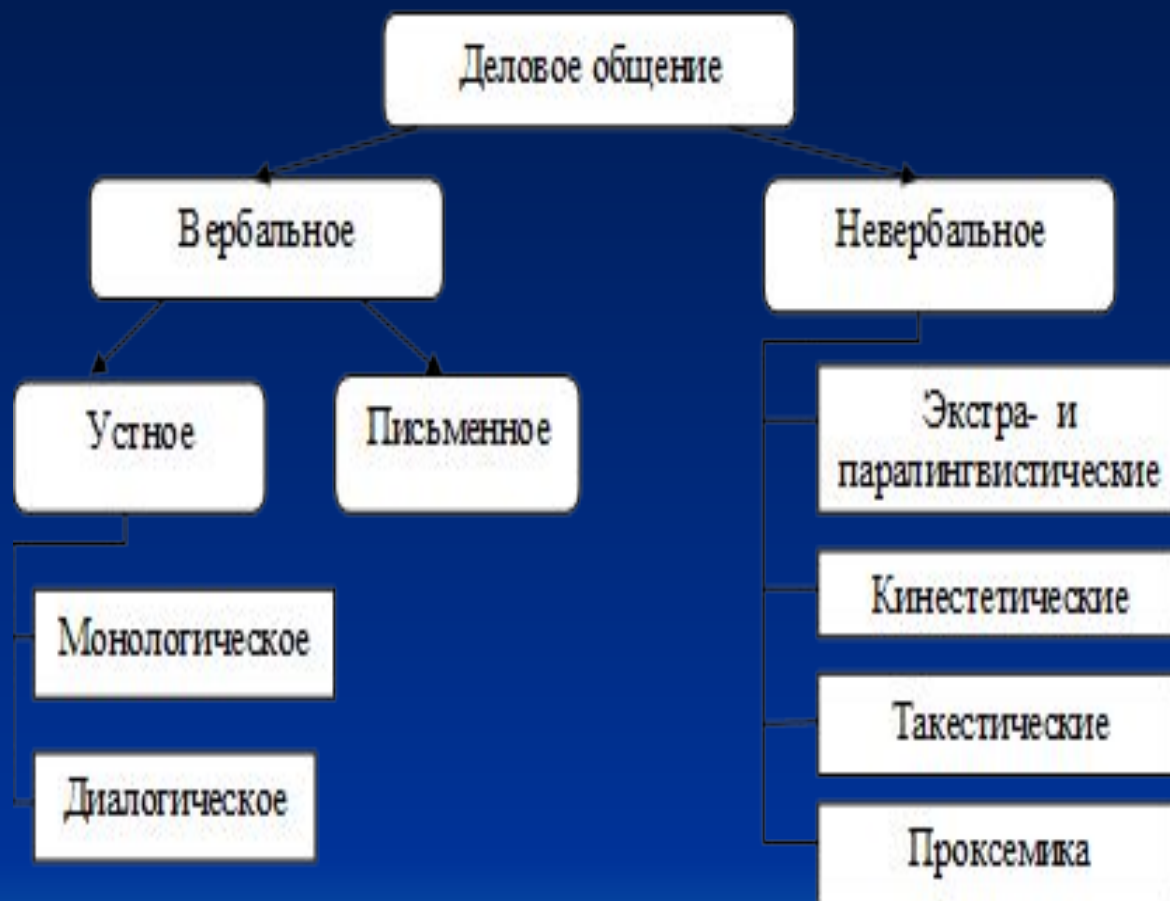 Деловое общение
Вербальное
Невербальное
Устное
Письменное
Экстра- и
паралингвистические
Кинестетические
Монологическое
Такестические
Диалогическое
Проксемика